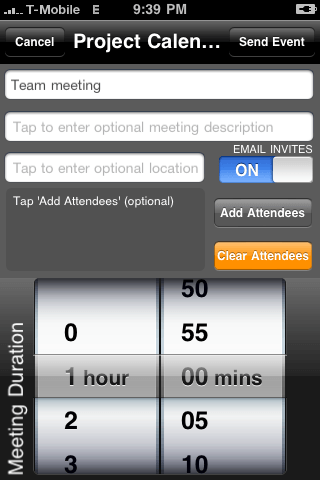 T-Mobile E 9:39 PM
Cancel Project Calen... Send Event
Team meeting
Tap to enter optional meeting description
Tap to enter optional location
EMAIL INVITES
ON
Tap 'Add Attendees' (optional)
Add Attendees
Clear Attendees
Meeting Duration
50
0 55
1 hour 00 mins
2 05
3 10